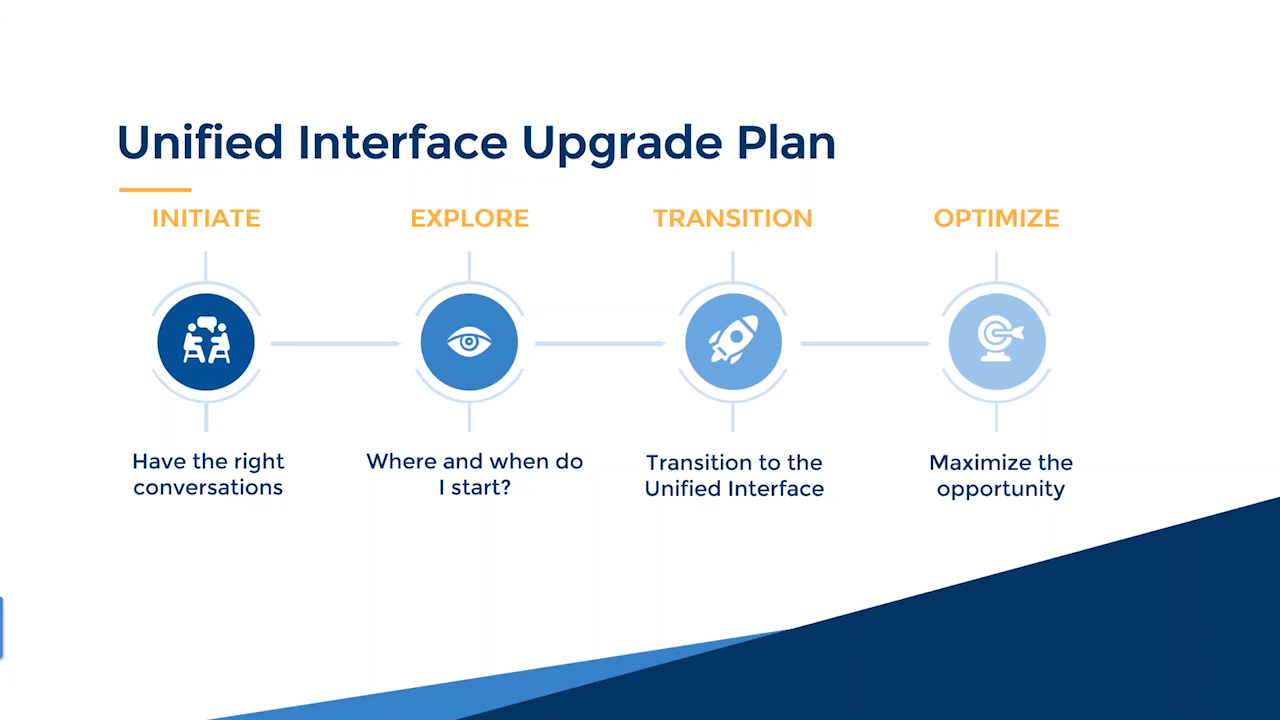 Unified Interface Upgrade Plan
INITIATE
EXPLORE
TRANSITION
OPTIMIZE
Have the right
conversations
Where and when do
I start?
Transition to the
Unified Interface
Maximize the
opportunity